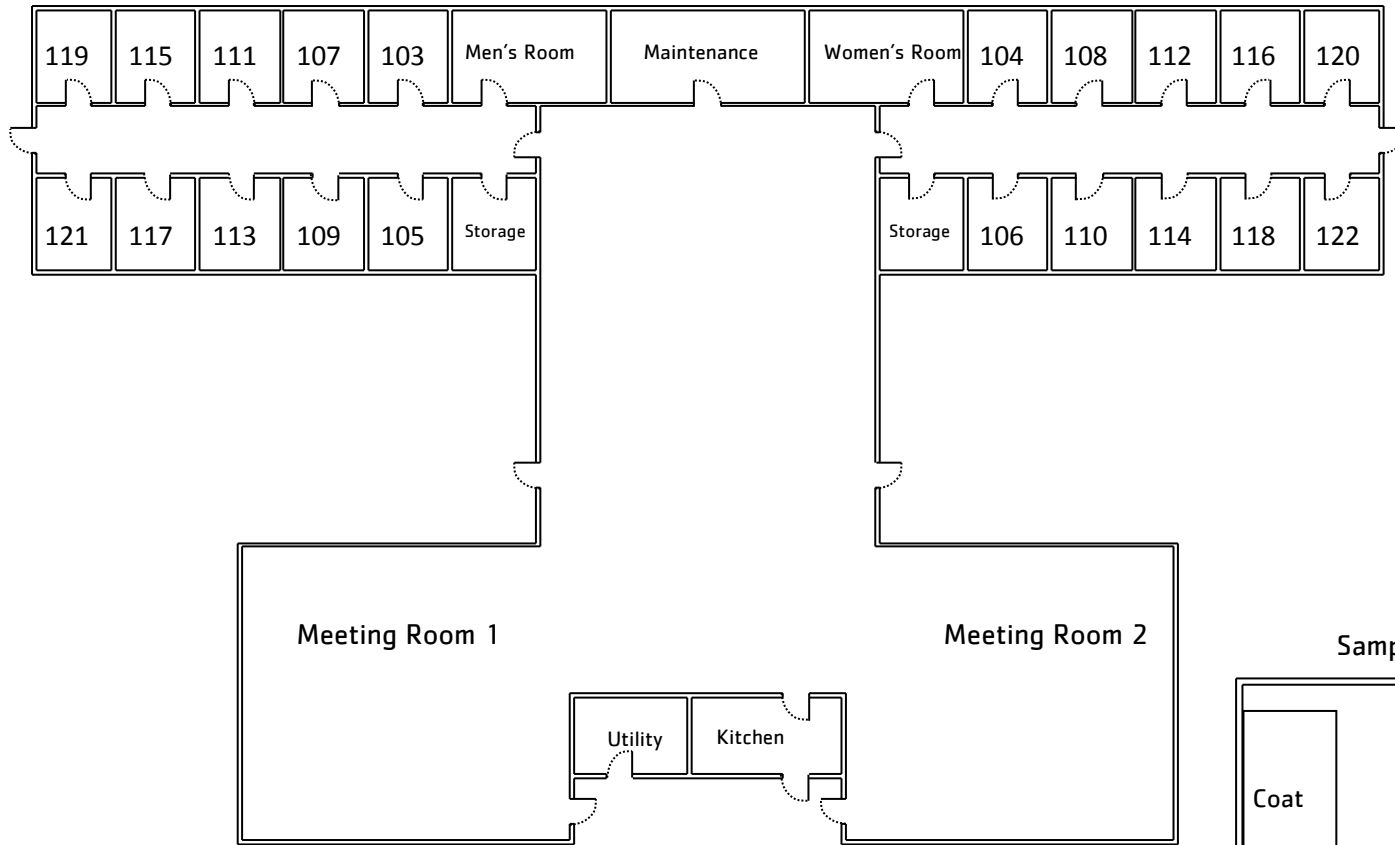 119 115 111 107 103 Men's Room Maintenance Women's Room 104 108 112 116 120
121 117 113 109 105 Storage Storage 106 110 114 118 122
Meeting Room 1 Meeting Room 2
Samp
Utility Kitchen
Coat